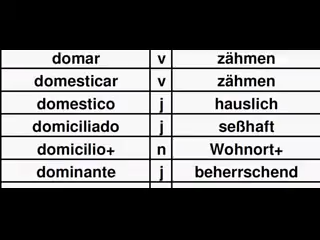 domar v zähmen
domesticar v zähmen
domestico j hauslich
domiciliado j seßhaft
domicilio+ n Wohnort+
dominante j beherrschend